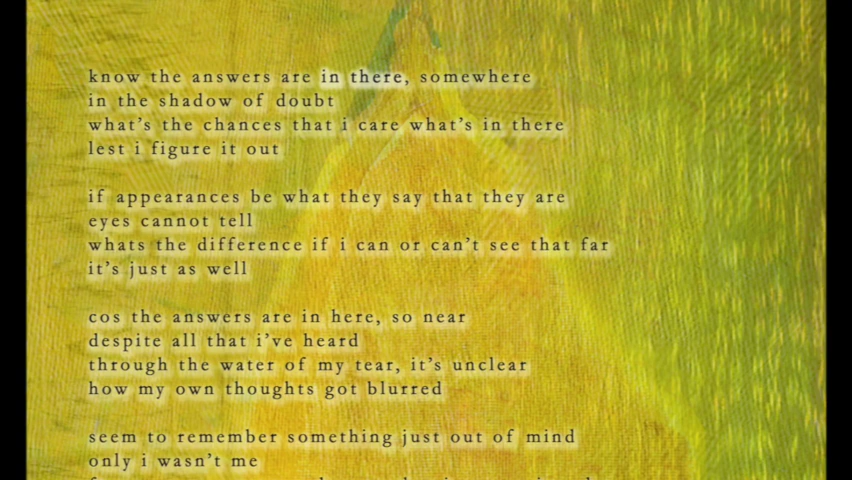 know the answers are in there, somewhere
in the shadow of doubt
what's the chances that i care what's in there
lest i figure it out
if appearances be what they say that they are
eyes cannot tell
whats the difference if i can or can't see that far
it's just as well
cos the answers are in here, so near
despite all that i've heard
through the water of my tear, it's unclear
how my own thoughts got blurred
seem to remember something just out of mind
only i wasn't me